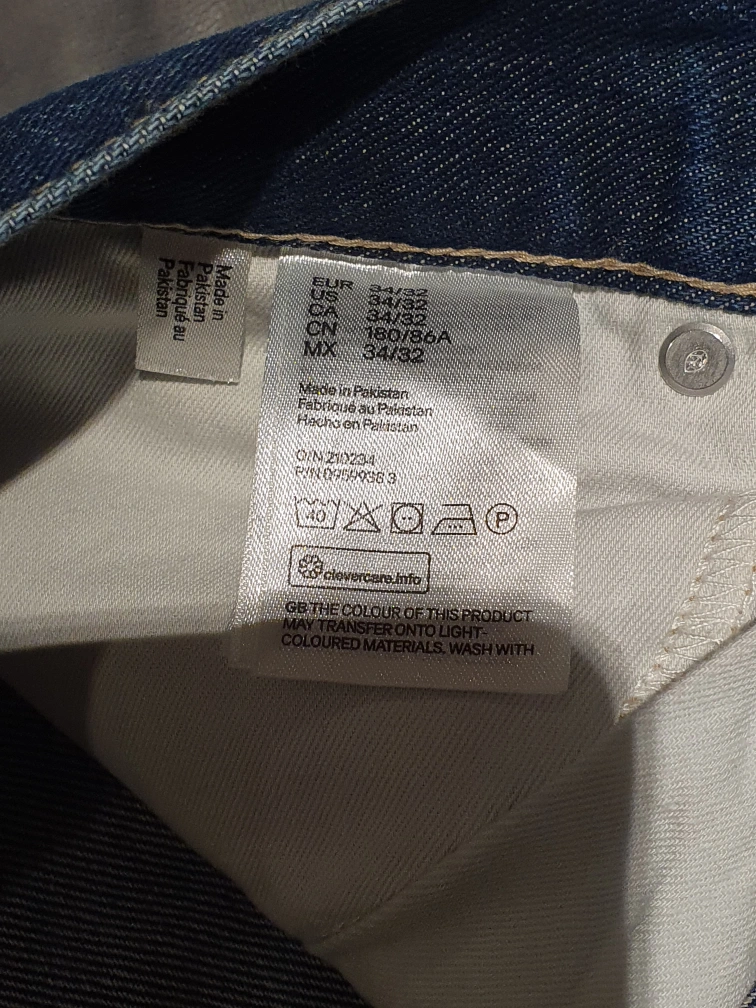 Made in
Pakistan
Fabriqué au
Pakistan
EUR 34/32
US 34/32
CA 34/32
CN 180/86A
MX 34/32
Made in Pakistan
Fabriqué au Pakistan
Hecho en Pakistan
O/N 210234
P/N
40
P
clevercare.info
GB THE COLOUR OF THIS PRODUCT
MAY TRANSFER ONTO LIGHT-
COLOURED MATERIALS. WASH WITH